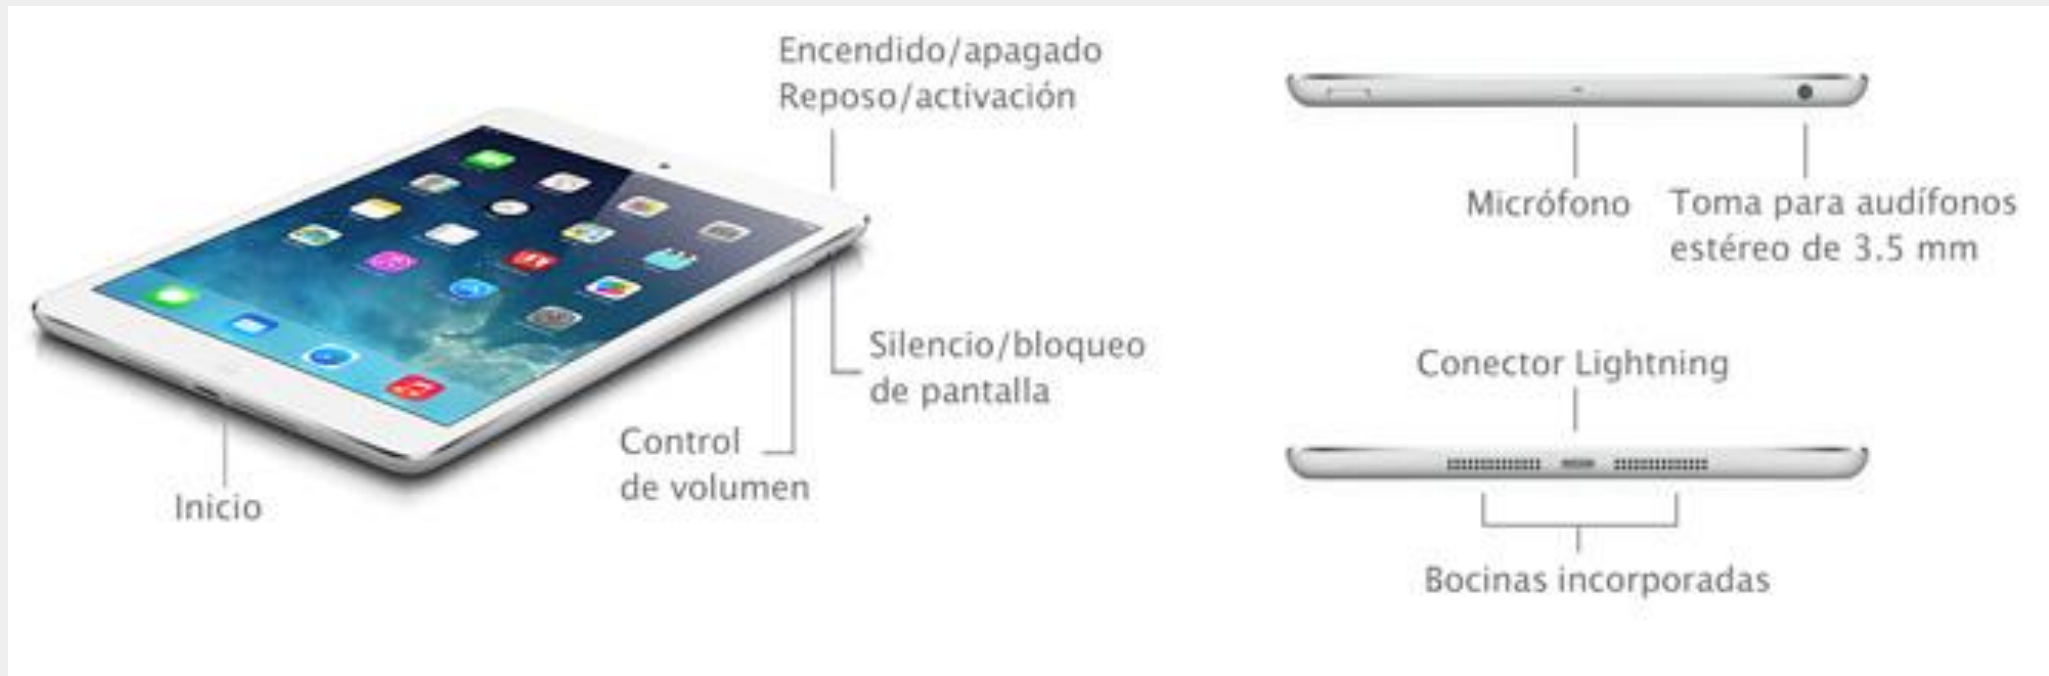 Encendido/apagado
Reposo/activación
Silencio/bloqueo
de pantalla
Control
de volumen
Inicio
Micrófono
Toma para audífonos
estéreo de 3.5 mm
Conector Lightning
Bocinas incorporadas